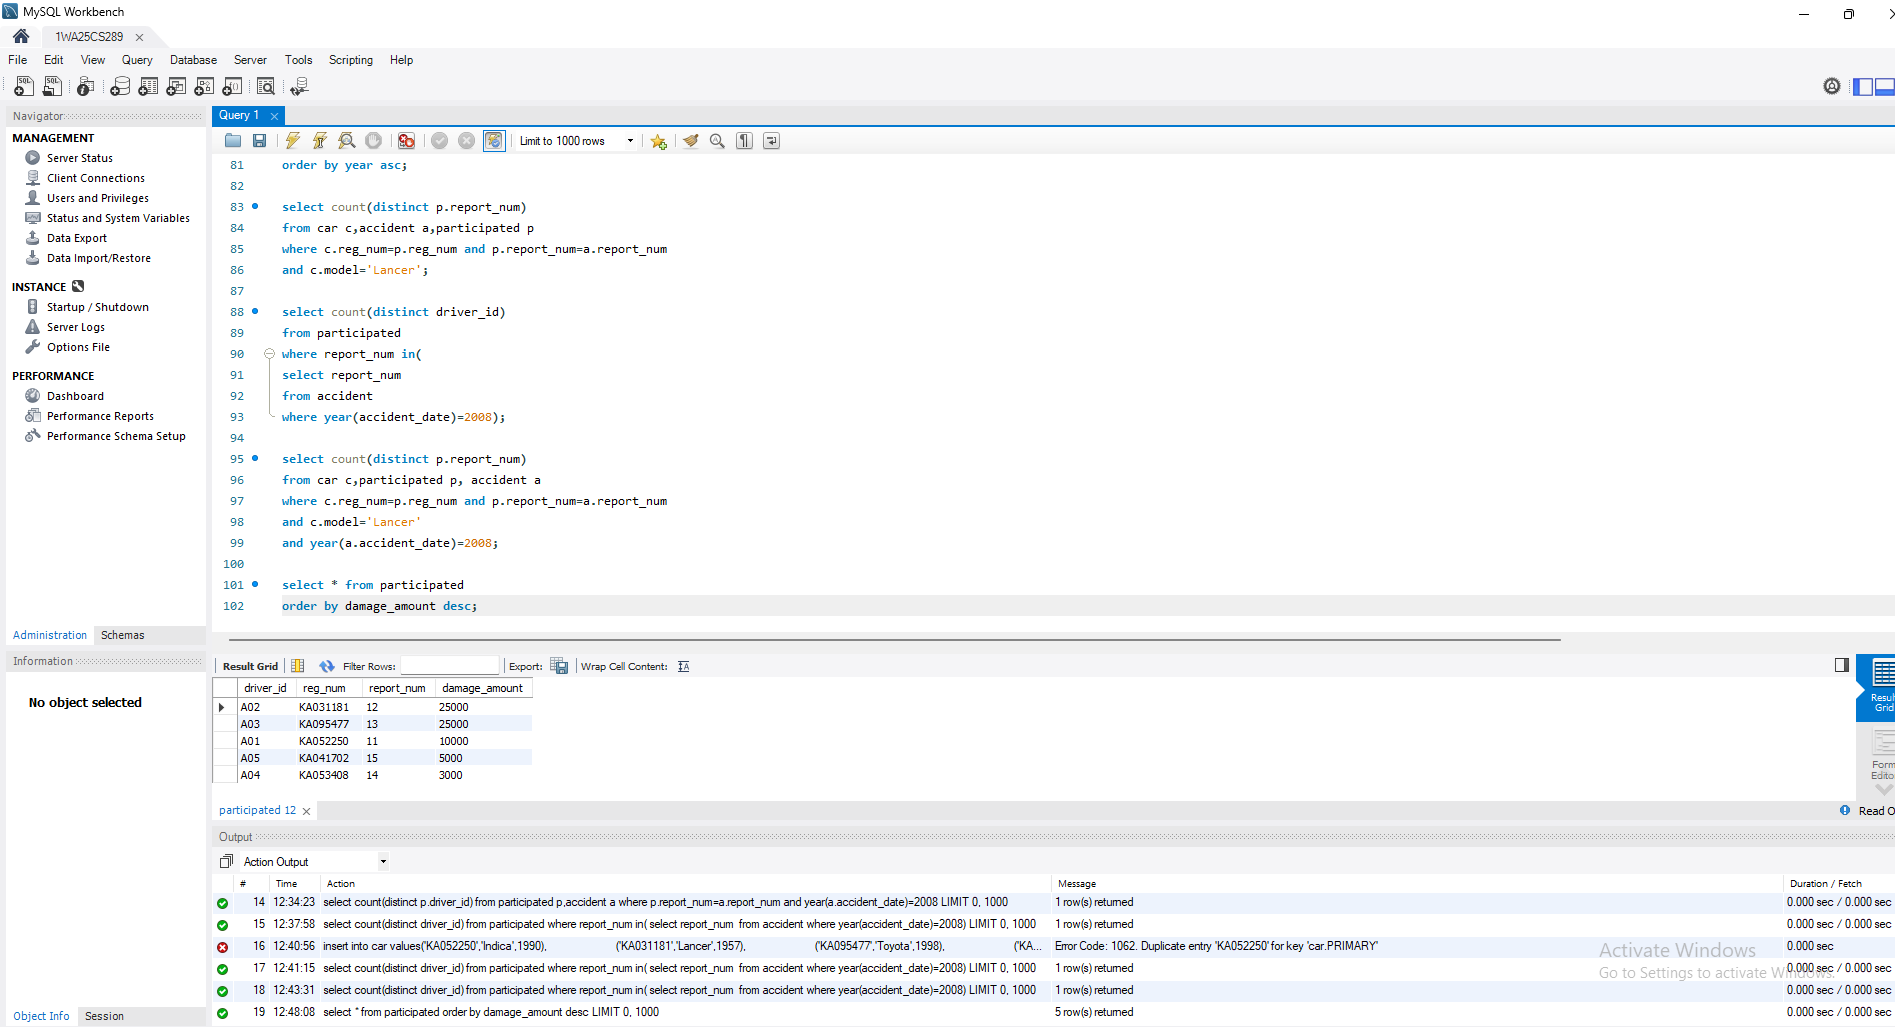 MySQL Workbench
1WA25CS289
File Edit View Query Database Server Tools Scripting Help
Navigator
MANAGEMENT
Server Status
Client Connections
Users and Privileges
Status and System Variables
Data Export
Data Import/Restore
INSTANCE
Startup / Shutdown
Server Logs
Options File
PERFORMANCE
Dashboard
Performance Reports
Performance Schema Setup
Administration Schemas
Information
No object selected
Object Info Session
Query 1
Limit to 1000 rows
81 order by year asc;
82
83 select count(distinct p.report_num)
84 from car c,accident a,participated p
85 where c.reg_num=p.reg_num and p.report_num=a.report_num
86 and c.model='Lancer';
87
88 select count(distinct driver_id)
89 from participated
90 where report_num in(
91 select report_num
92 from accident
93 where year(accident_date)=2008);
94
95 select count(distinct p.report_num)
96 from car c,participated p, accident a
97 where c.reg_num=p.reg_num and p.report_num=a.report_num
98 and c.model='Lancer'
99 and year(a.accident_date)=2008;
100
101 select * from participated
102 order by damage_amount desc;
Result Grid Filter Rows: Export: Wrap Cell Content:
driver_id reg_num report_num damage_amount
A02 KA031181 12 25000
A03 KA095477 13 25000
A01 KA052250 11 10000
A05 KA041702 15 5000
A04 KA053408 14 3000
Resul
Grid
Form
Edito
participated 12
Read O
Output
Action Output
# Time Action Message Duration / Fetch
14 12:34:23 select count(distinct p.driver_id) from participated p,accident a where p.report_num=a.report_num and year(a.accident_date)=2008 LIMIT 0, 1000 1 row(s) returned 0.000 sec / 0.000 sec
15 12:37:58 select count(distinct driver_id) from participated where report_num in( select report_num from accident where year(accident_date)=2008) LIMIT 0, 1000 1 row(s) returned 0.000 sec / 0.000 sec
16 12:40:56 insert into car values('KA052250','Indica',1990), ('KA031181','Lancer',1957), ('KA095477','Toyota',1998), ('KA... Error Code: 1062. Duplicate entry 'KA052250' for key 'car.PRIMARY' 0.000 sec
17 12:41:15 select count(distinct driver_id) from participated where report_num in( select report_num from accident where year(accident_date)=2008) LIMIT 0, 1000 1 row(s) returned 0.000 sec / 0.000 sec
18 12:43:31 select count(distinct driver_id) from participated where report_num in( select report_num from accident where year(accident_date)=2008) LIMIT 0, 1000 1 row(s) returned 0.000 sec / 0.000 sec
19 12:48:08 select * from participated order by damage_amount desc LIMIT 0, 1000 5 row(s) returned 0.000 sec / 0.000 sec
Activate Windows
Go to Settings to activate Windows.